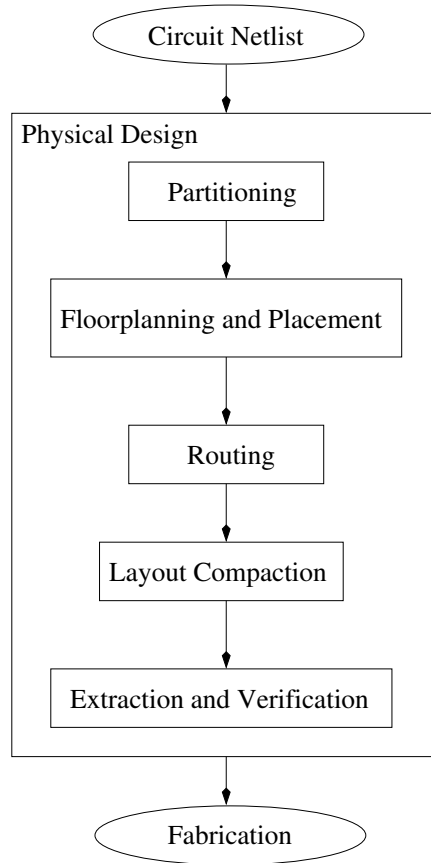 Circuit Netlist
Physical Design
Partitioning
Floorplanning and Placement
Routing
Layout Compaction
Extraction and Verification
Fabrication